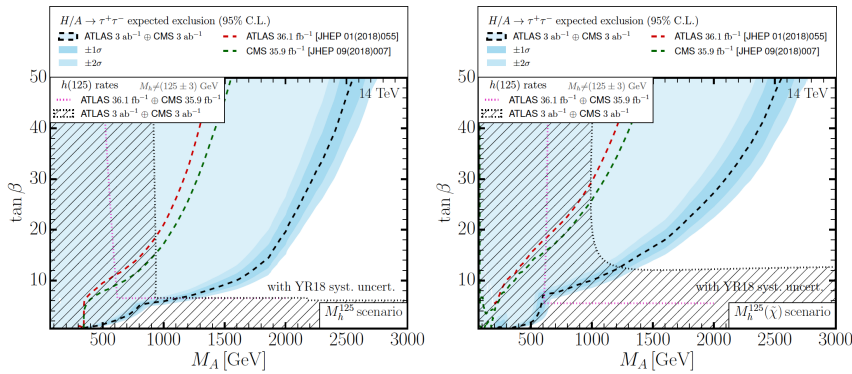 H/A → τ⁺τ⁻ expected exclusion (95% C.L.)
ATLAS 3 ab⁻¹ ⊕ CMS 3 ab⁻¹
±1σ
±2σ
ATLAS 36.1 fb⁻¹ [JHEP 01(2018)055]
CMS 35.9 fb⁻¹ [JHEP 09(2018)007]
h(125) rates
M_h≠(125 ± 3) GeV
ATLAS 36.1 fb⁻¹ ⊕ CMS 35.9 fb⁻¹
ATLAS 3 ab⁻¹ ⊕ CMS 3 ab⁻¹
14 TeV
50
40
30
20
10
tan β
with YR18 syst. uncert.
M_h^125 scenario
500 1000 1500 2000 2500 3000
M_A [GeV]
H/A → τ⁺τ⁻ expected exclusion (95% C.L.)
ATLAS 3 ab⁻¹ ⊕ CMS 3 ab⁻¹
±1σ
±2σ
ATLAS 36.1 fb⁻¹ [JHEP 01(2018)055]
CMS 35.9 fb⁻¹ [JHEP 09(2018)007]
h(125) rates
M_h≠(125 ± 3) GeV
ATLAS 36.1 fb⁻¹ ⊕ CMS 35.9 fb⁻¹
ATLAS 3 ab⁻¹ ⊕ CMS 3 ab⁻¹
14 TeV
50
40
30
20
10
tan β
with YR18 syst. uncert.
M_h^125(χ̃) scenario
500 1000 1500 2000 2500 3000
M_A [GeV]